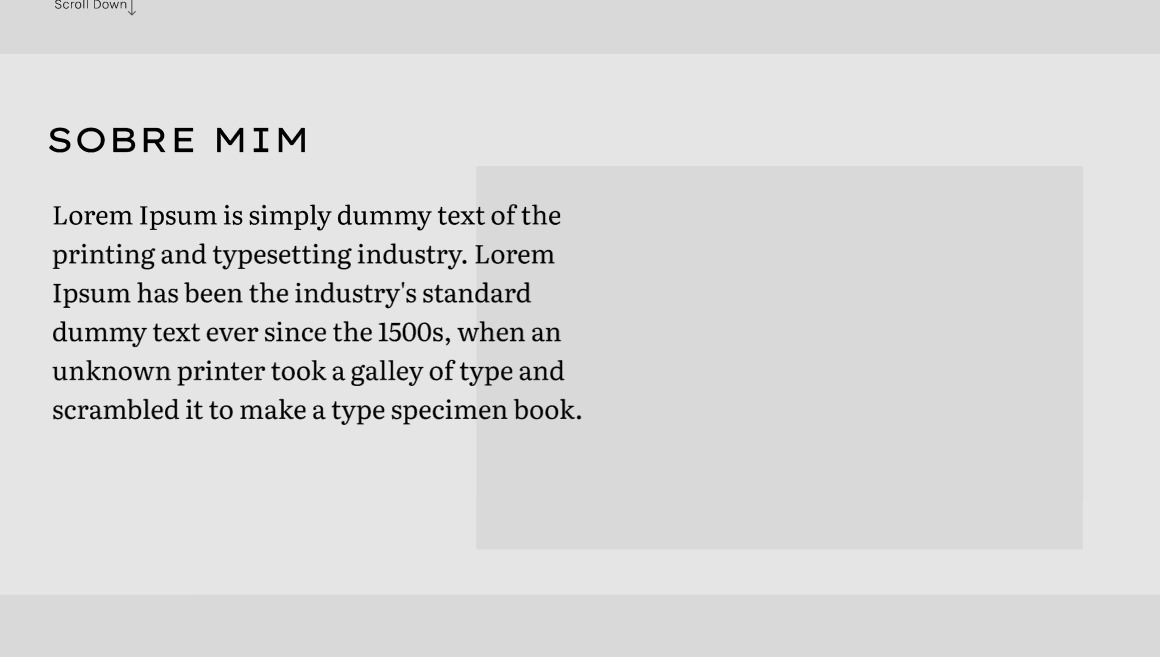 Scroll Down
SOBRE MIM
Lorem Ipsum is simply dummy text of the
printing and typesetting industry. Lorem
Ipsum has been the industry's standard
dummy text ever since the 1500s, when an
unknown printer took a galley of type and
scrambled it to make a type specimen book.